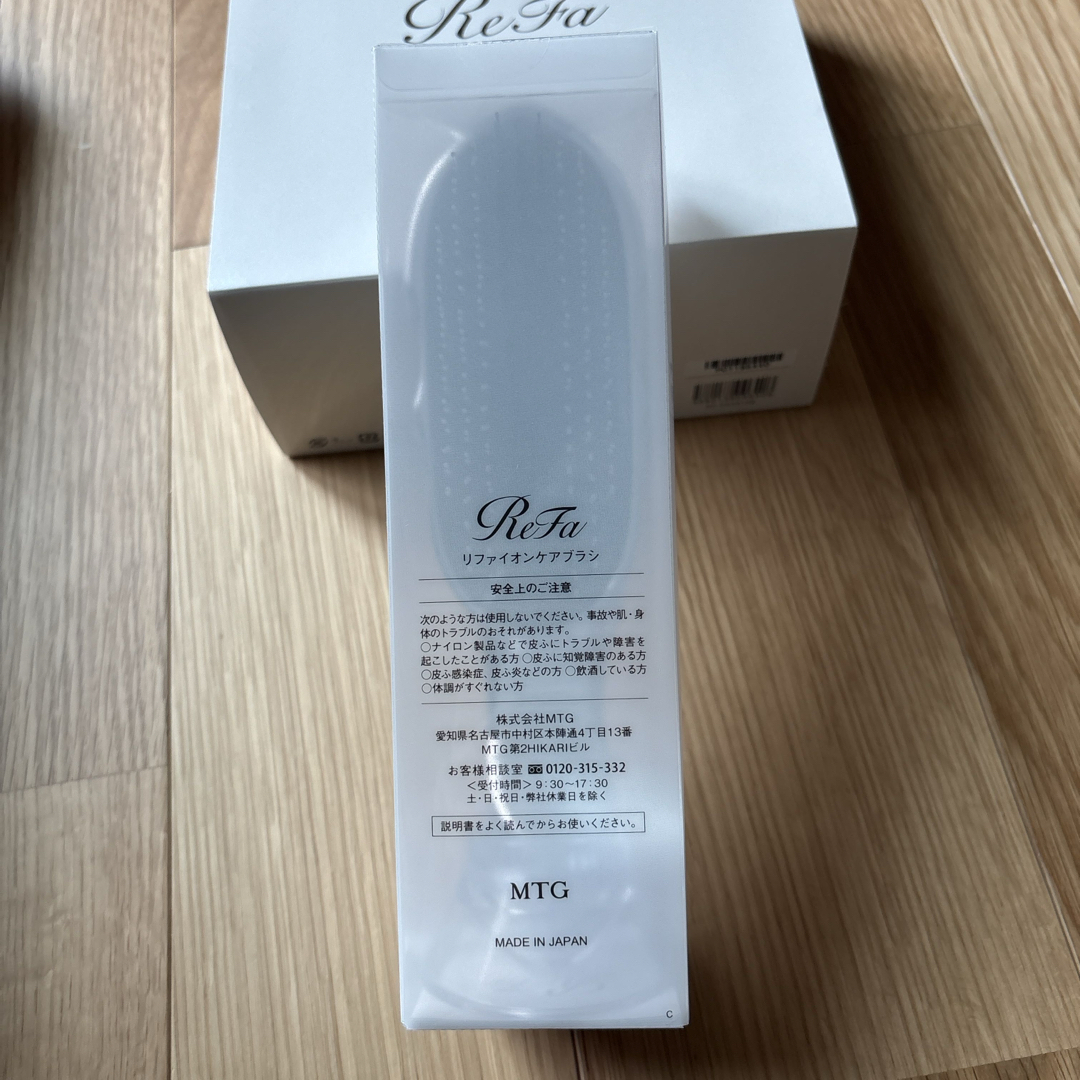 ReFa
ReFa
リファイオンケアブラシ
安全上のご注意
次のような方は使用しないでください。事故や肌・身
体のトラブルのおそれがあります。
○ナイロン製品などで皮ふにトラブルや障害を
起こしたことがある方 ○皮ふに知覚障害のある方
○皮ふ感染症、皮ふ炎などの方 ○飲酒している方
○体調がすぐれない方
株式会社MTG
愛知県名古屋市中村区本陣通4丁目13番
MTG第2HIKARIビル
お客様相談室 0120-315-332
＜受付時間＞9:30〜17:30
土・日・祝日・弊社休業日を除く
説明書をよく読んでからお使いください。
MTG
MADE IN JAPAN
C